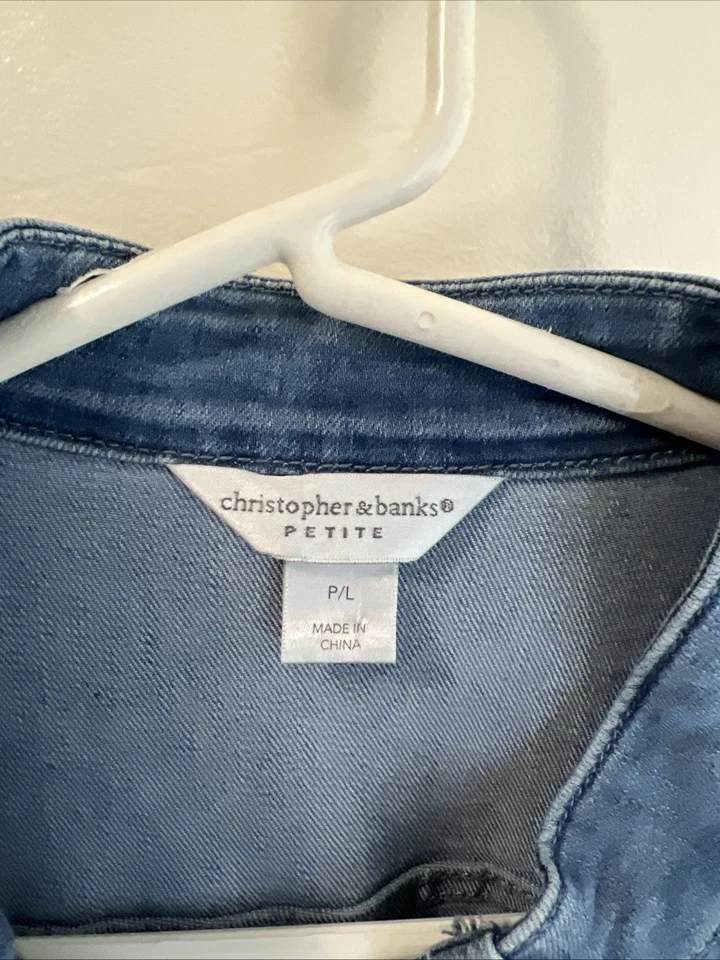 christopher & banks®
PETITE
P/L
MADE IN
CHINA